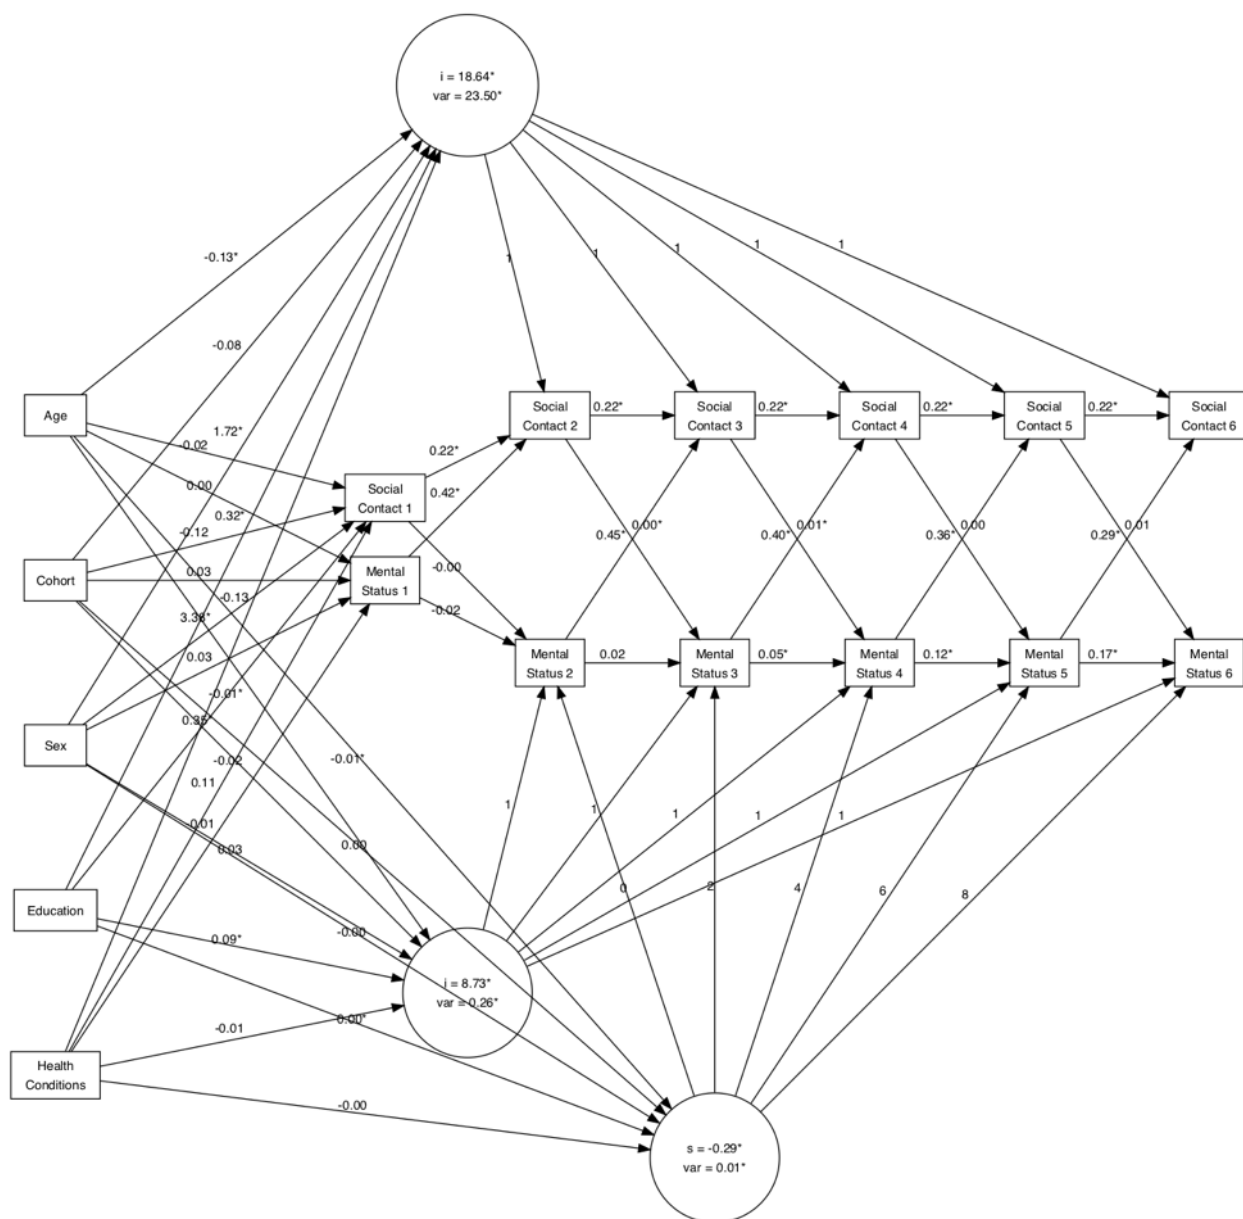 i = 18.64*
var = 23.50*
-0.13*
1
1
1
1
1
-0.08
Age
Social
Contact 2
0.22*
Social
Contact 3
0.22*
Social
Contact 4
0.22*
Social
Contact 5
0.22*
Social
Contact 6
1.72*
-0.02
0.22*
0.00
Social
Contact 1
0.42*
0.32*
-0.12
0.45*
0.00*
0.40*
0.01*
0.36*
0.00
0.29*
0.01
Cohort
0.03
Mental
Status 1
-0.00
-0.13
3.38*
-0.02
0.03
Mental
Status 2
0.02
Mental
Status 3
0.05*
Mental
Status 4
0.12*
Mental
Status 5
0.17*
Mental
Status 6
-0.01*
0.35*
Sex
-0.02
-0.01*
0.11
1
1
1
1
1
-0.01
0.03
0.00
0
2
4
6
8
Education
0.09*
-0.00
i = 8.73*
var = 0.26*
-0.01
0.00*
Health
Conditions
-0.00
s = -0.29*
var = 0.01*